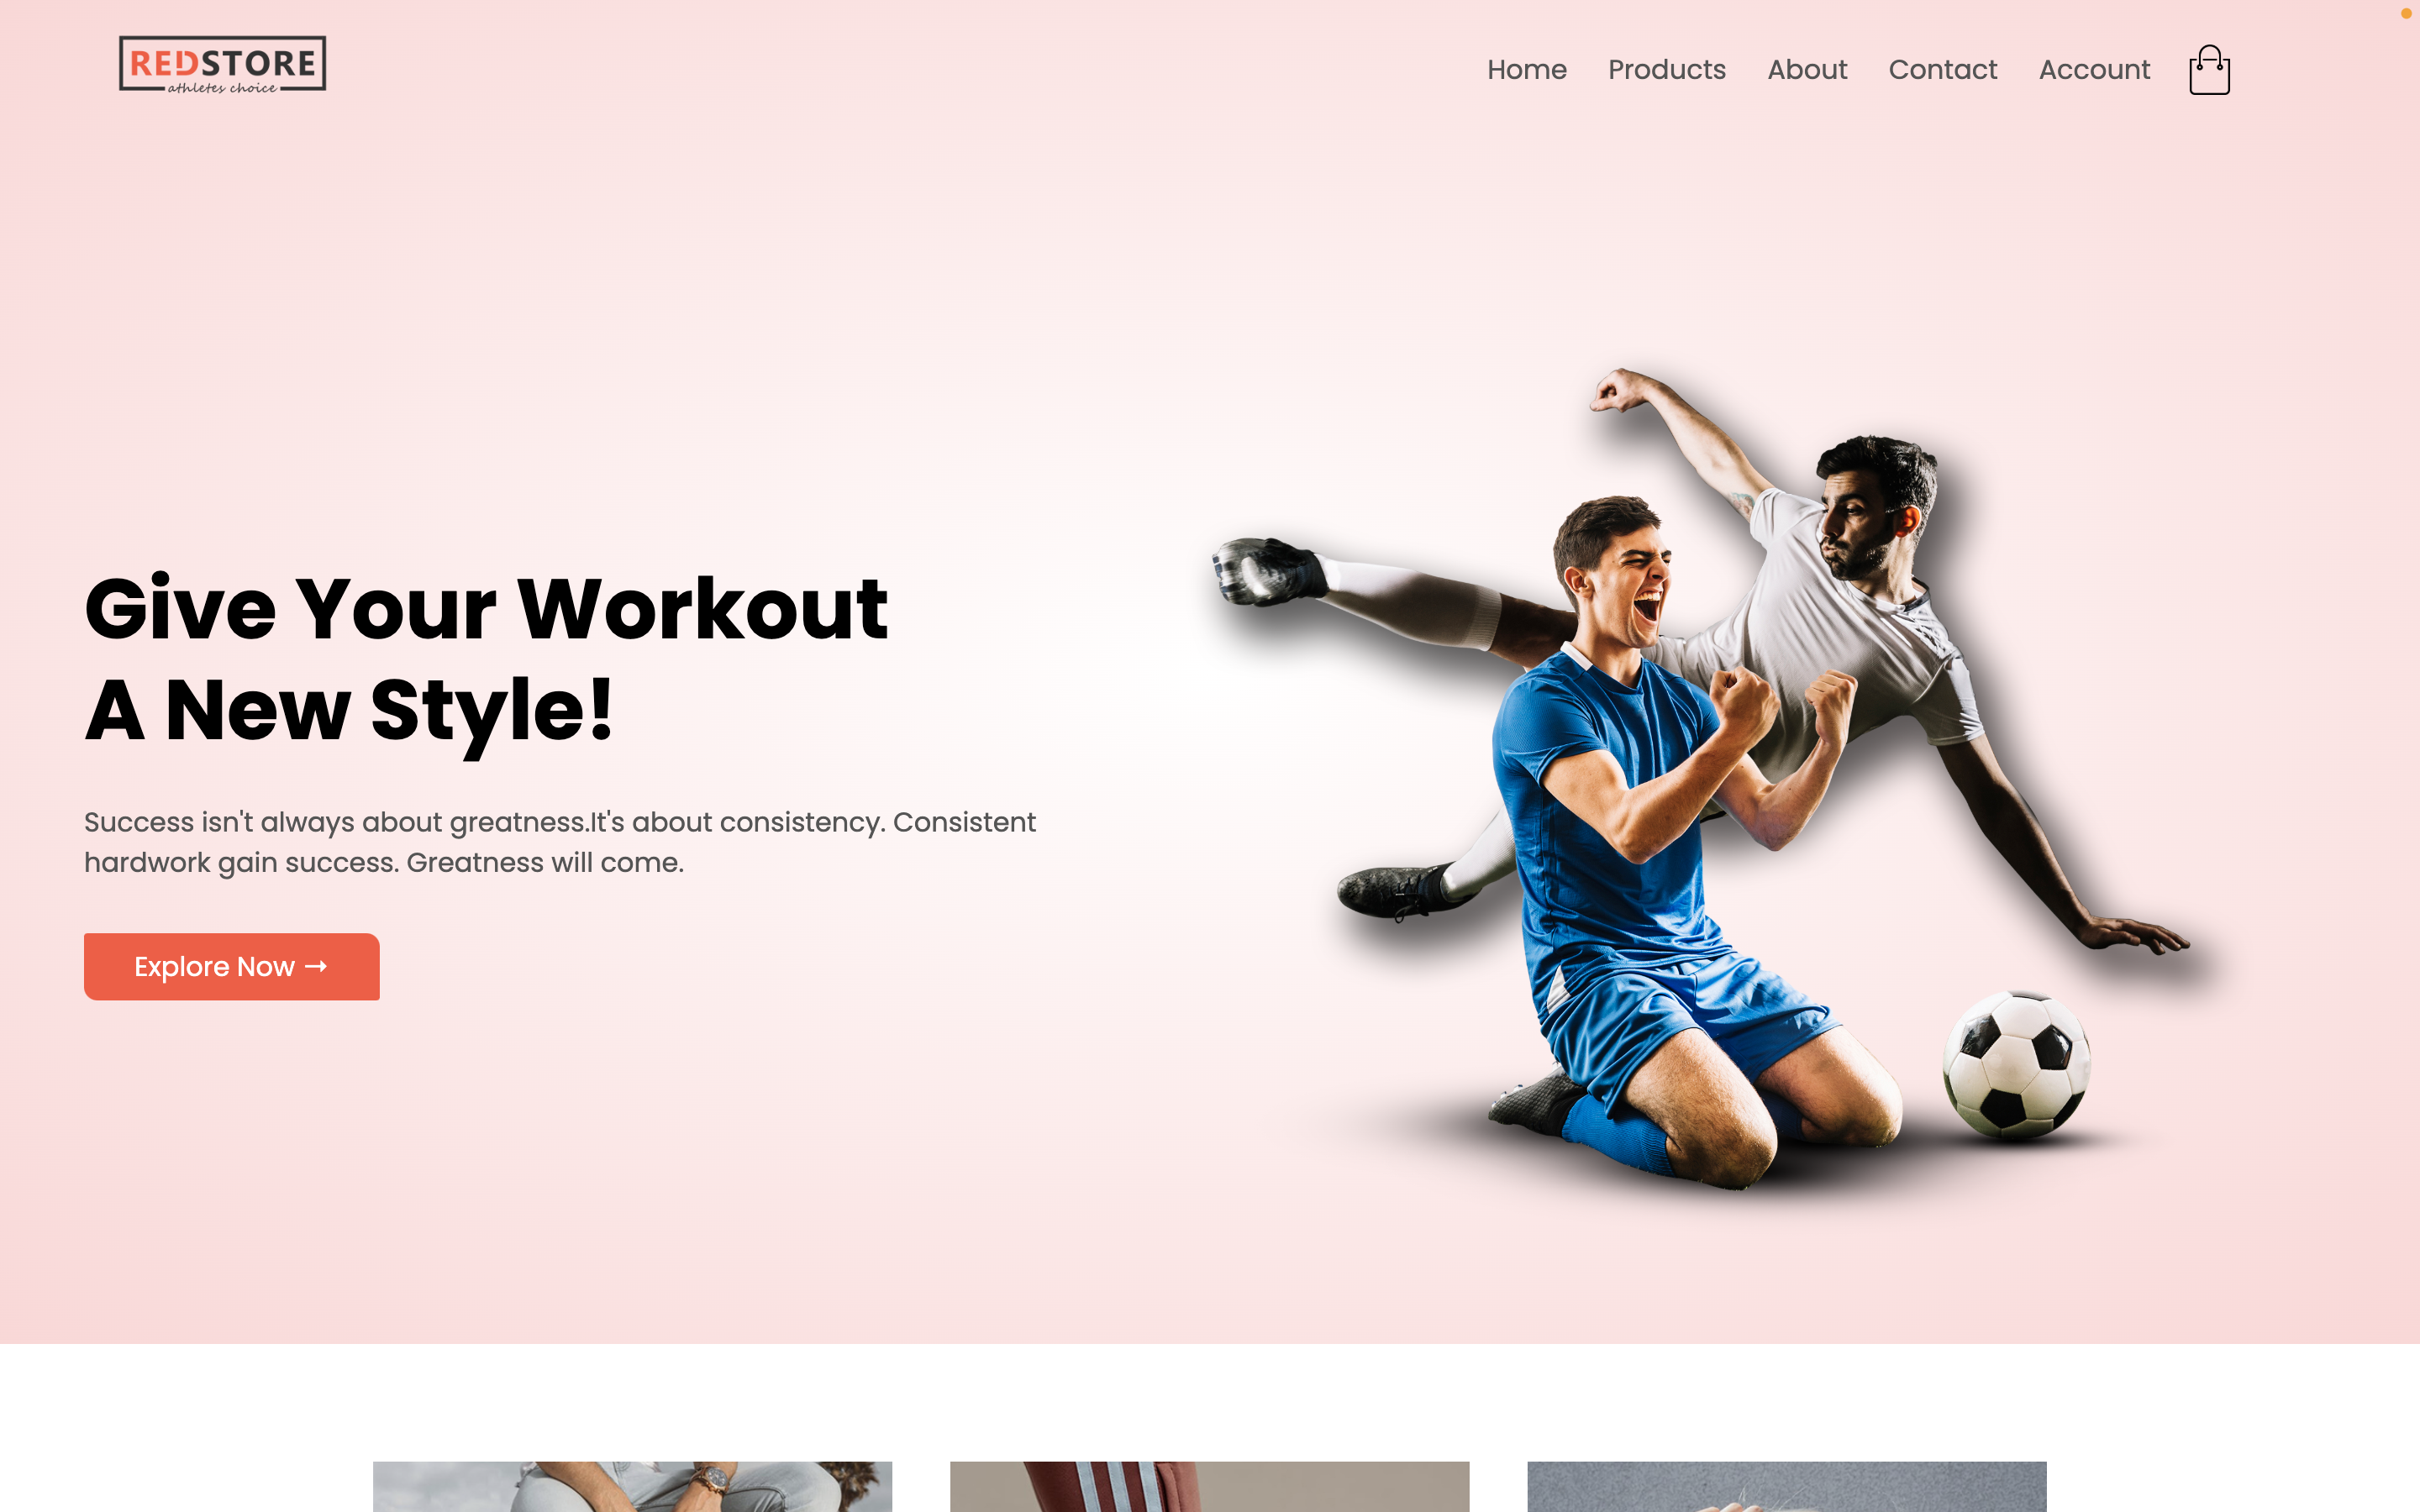 REDSTORE
athletes choice
Home Products About Contact Account
Give Your Workout
A New Style!
Success isn't always about greatness.It's about consistency. Consistent
hardwork gain success. Greatness will come.
Explore Now →